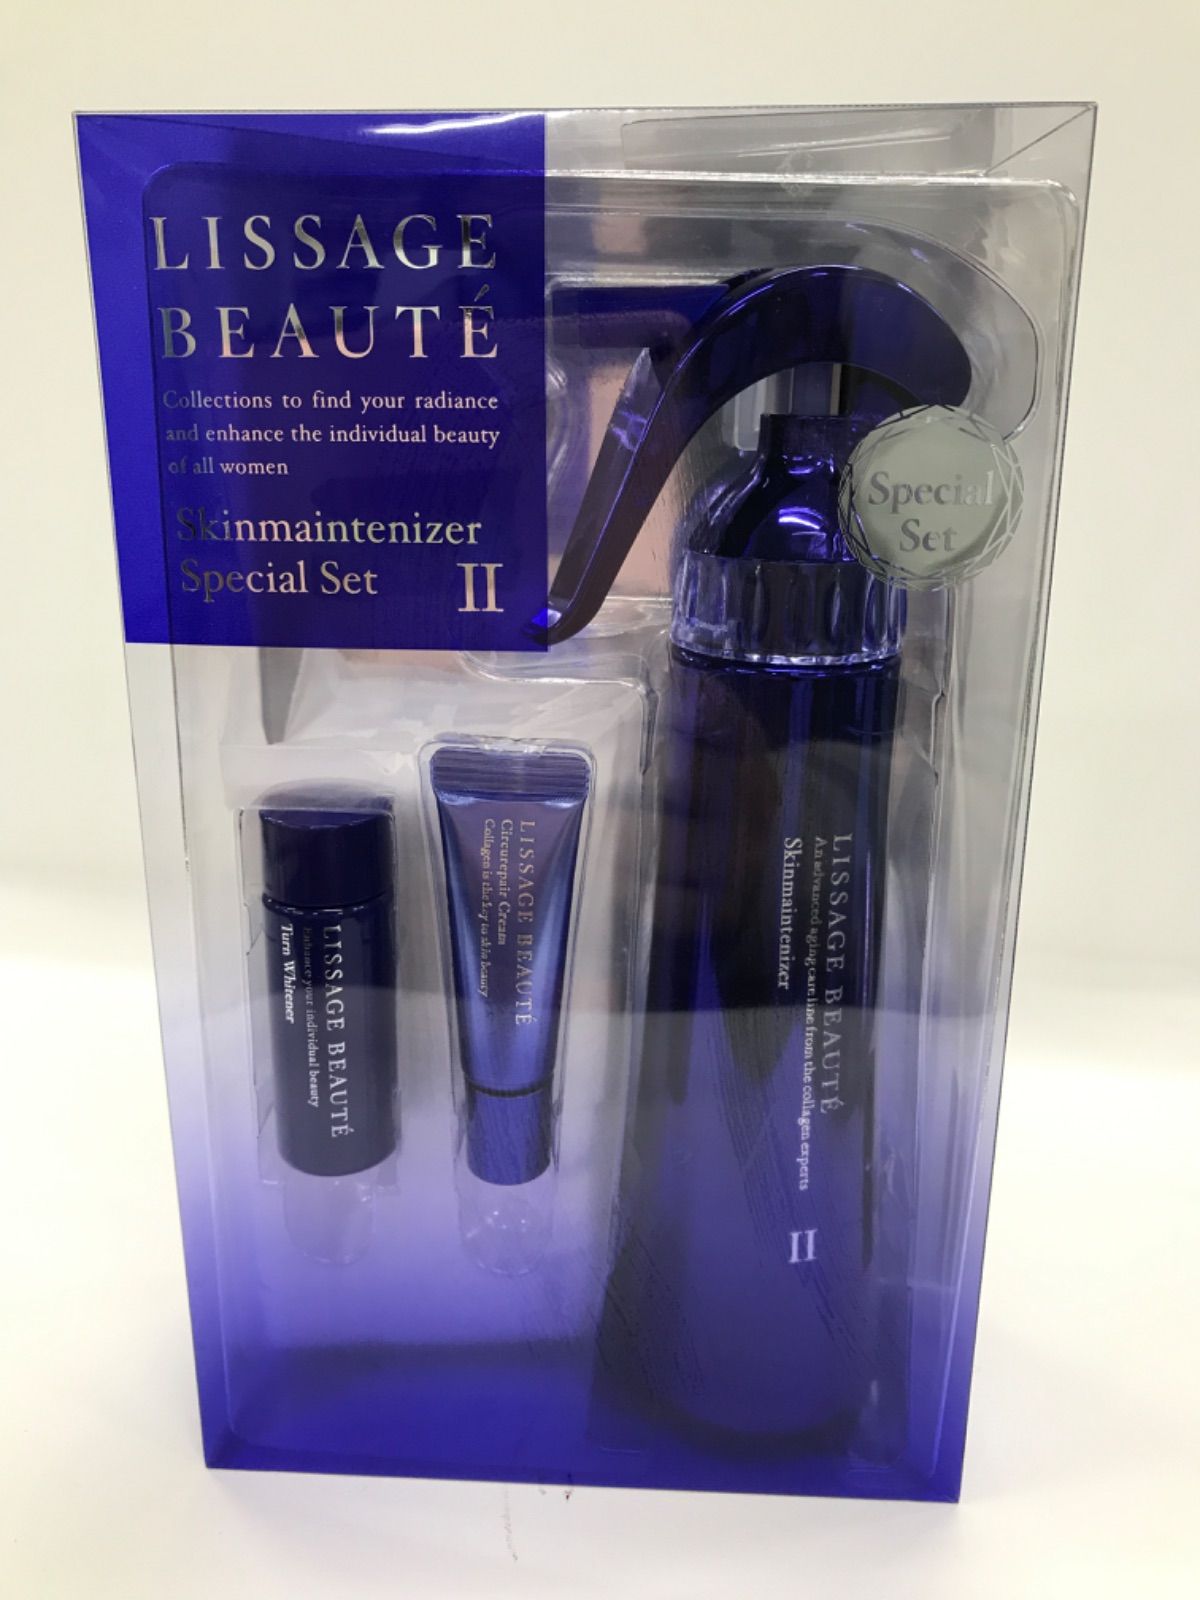 LISSAGE
BEAUTÉ
Collections to find your radiance
and enhance the individual beauty
of all women
Skinmaintenizer
Special Set II
Special
Set
LISSAGE BEAUTÉ
Enhance your individual beauty
Turn Whitener
LISSAGE BEAUTÉ
Circurepair Cream
Collagen is the key to skin beauty
LISSAGE BEAUTÉ
An advanced aging care line from the collagen experts
Skinmaintenizer
II